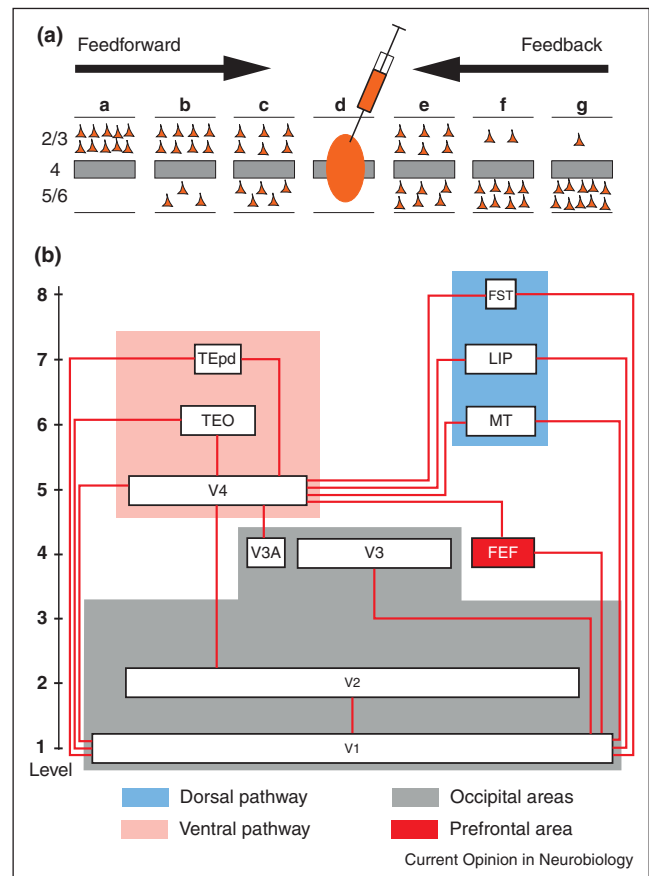 (a)
Feedforward Feedback
a b c d e f g
2/3
4
5/6
(b)
8 FST
7 TEpd LIP
6 TEO MT
5 V4
4 V3A V3 FEF
3
2 V2
1 V1
Level
Dorsal pathway Occipital areas
Ventral pathway Prefrontal area
Current Opinion in Neurobiology